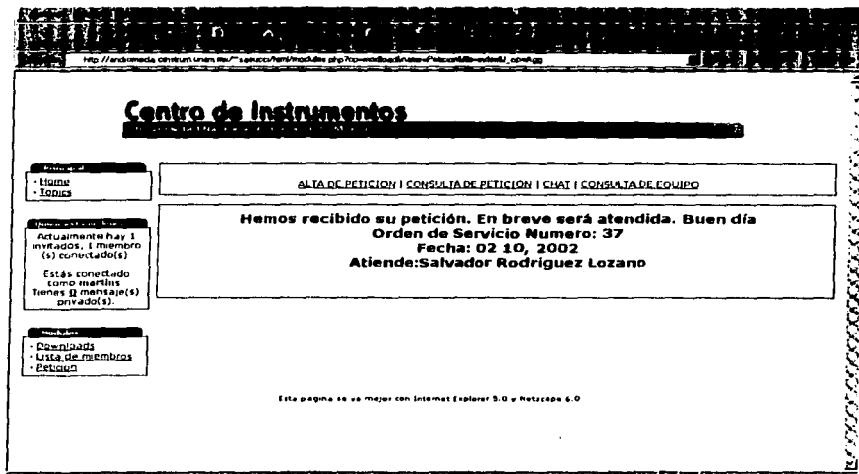 Centro de Instrumentos
Principal
· Home
· Topics
ALTA DE PETICION | CONSULTA DE PETICION | CHAT | CONSULTA DE EQUIPO
Actualmente hay 1
invitados, 1 miembro
(s) conectado(s)
Estás conectado
como martins
Tienes 0 mensaje(s)
privado(s).
Hemos recibido su petición. En breve será atendida. Buen día
Orden de Servicio Numero: 37
Fecha: 02 10, 2002
Atiende:Salvador Rodriguez Lozano
Modulos
· Downloads
· Lista de miembros
· Peticion
Esta pagina se ve mejor con Internet Explorer 5.0 y Netscape 6.0